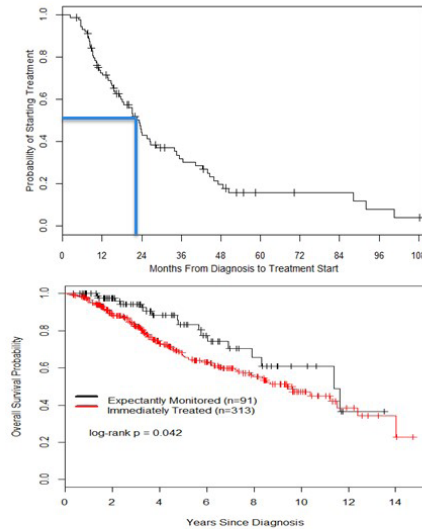 Probability of Starting Treatment
1.0
0.8
0.6
0.4
0.2
0.0
0 12 24 36 48 60 72 84 96 108
Months From Diagnosis to Treatment Start
Overall Survival Probability
1.0
0.8
0.6
0.4
0.2
0.0
Expectantly Monitored (n=91)
Immediately Treated (n=313)
log-rank p = 0.042
0 2 4 6 8 10 12 14
Years Since Diagnosis